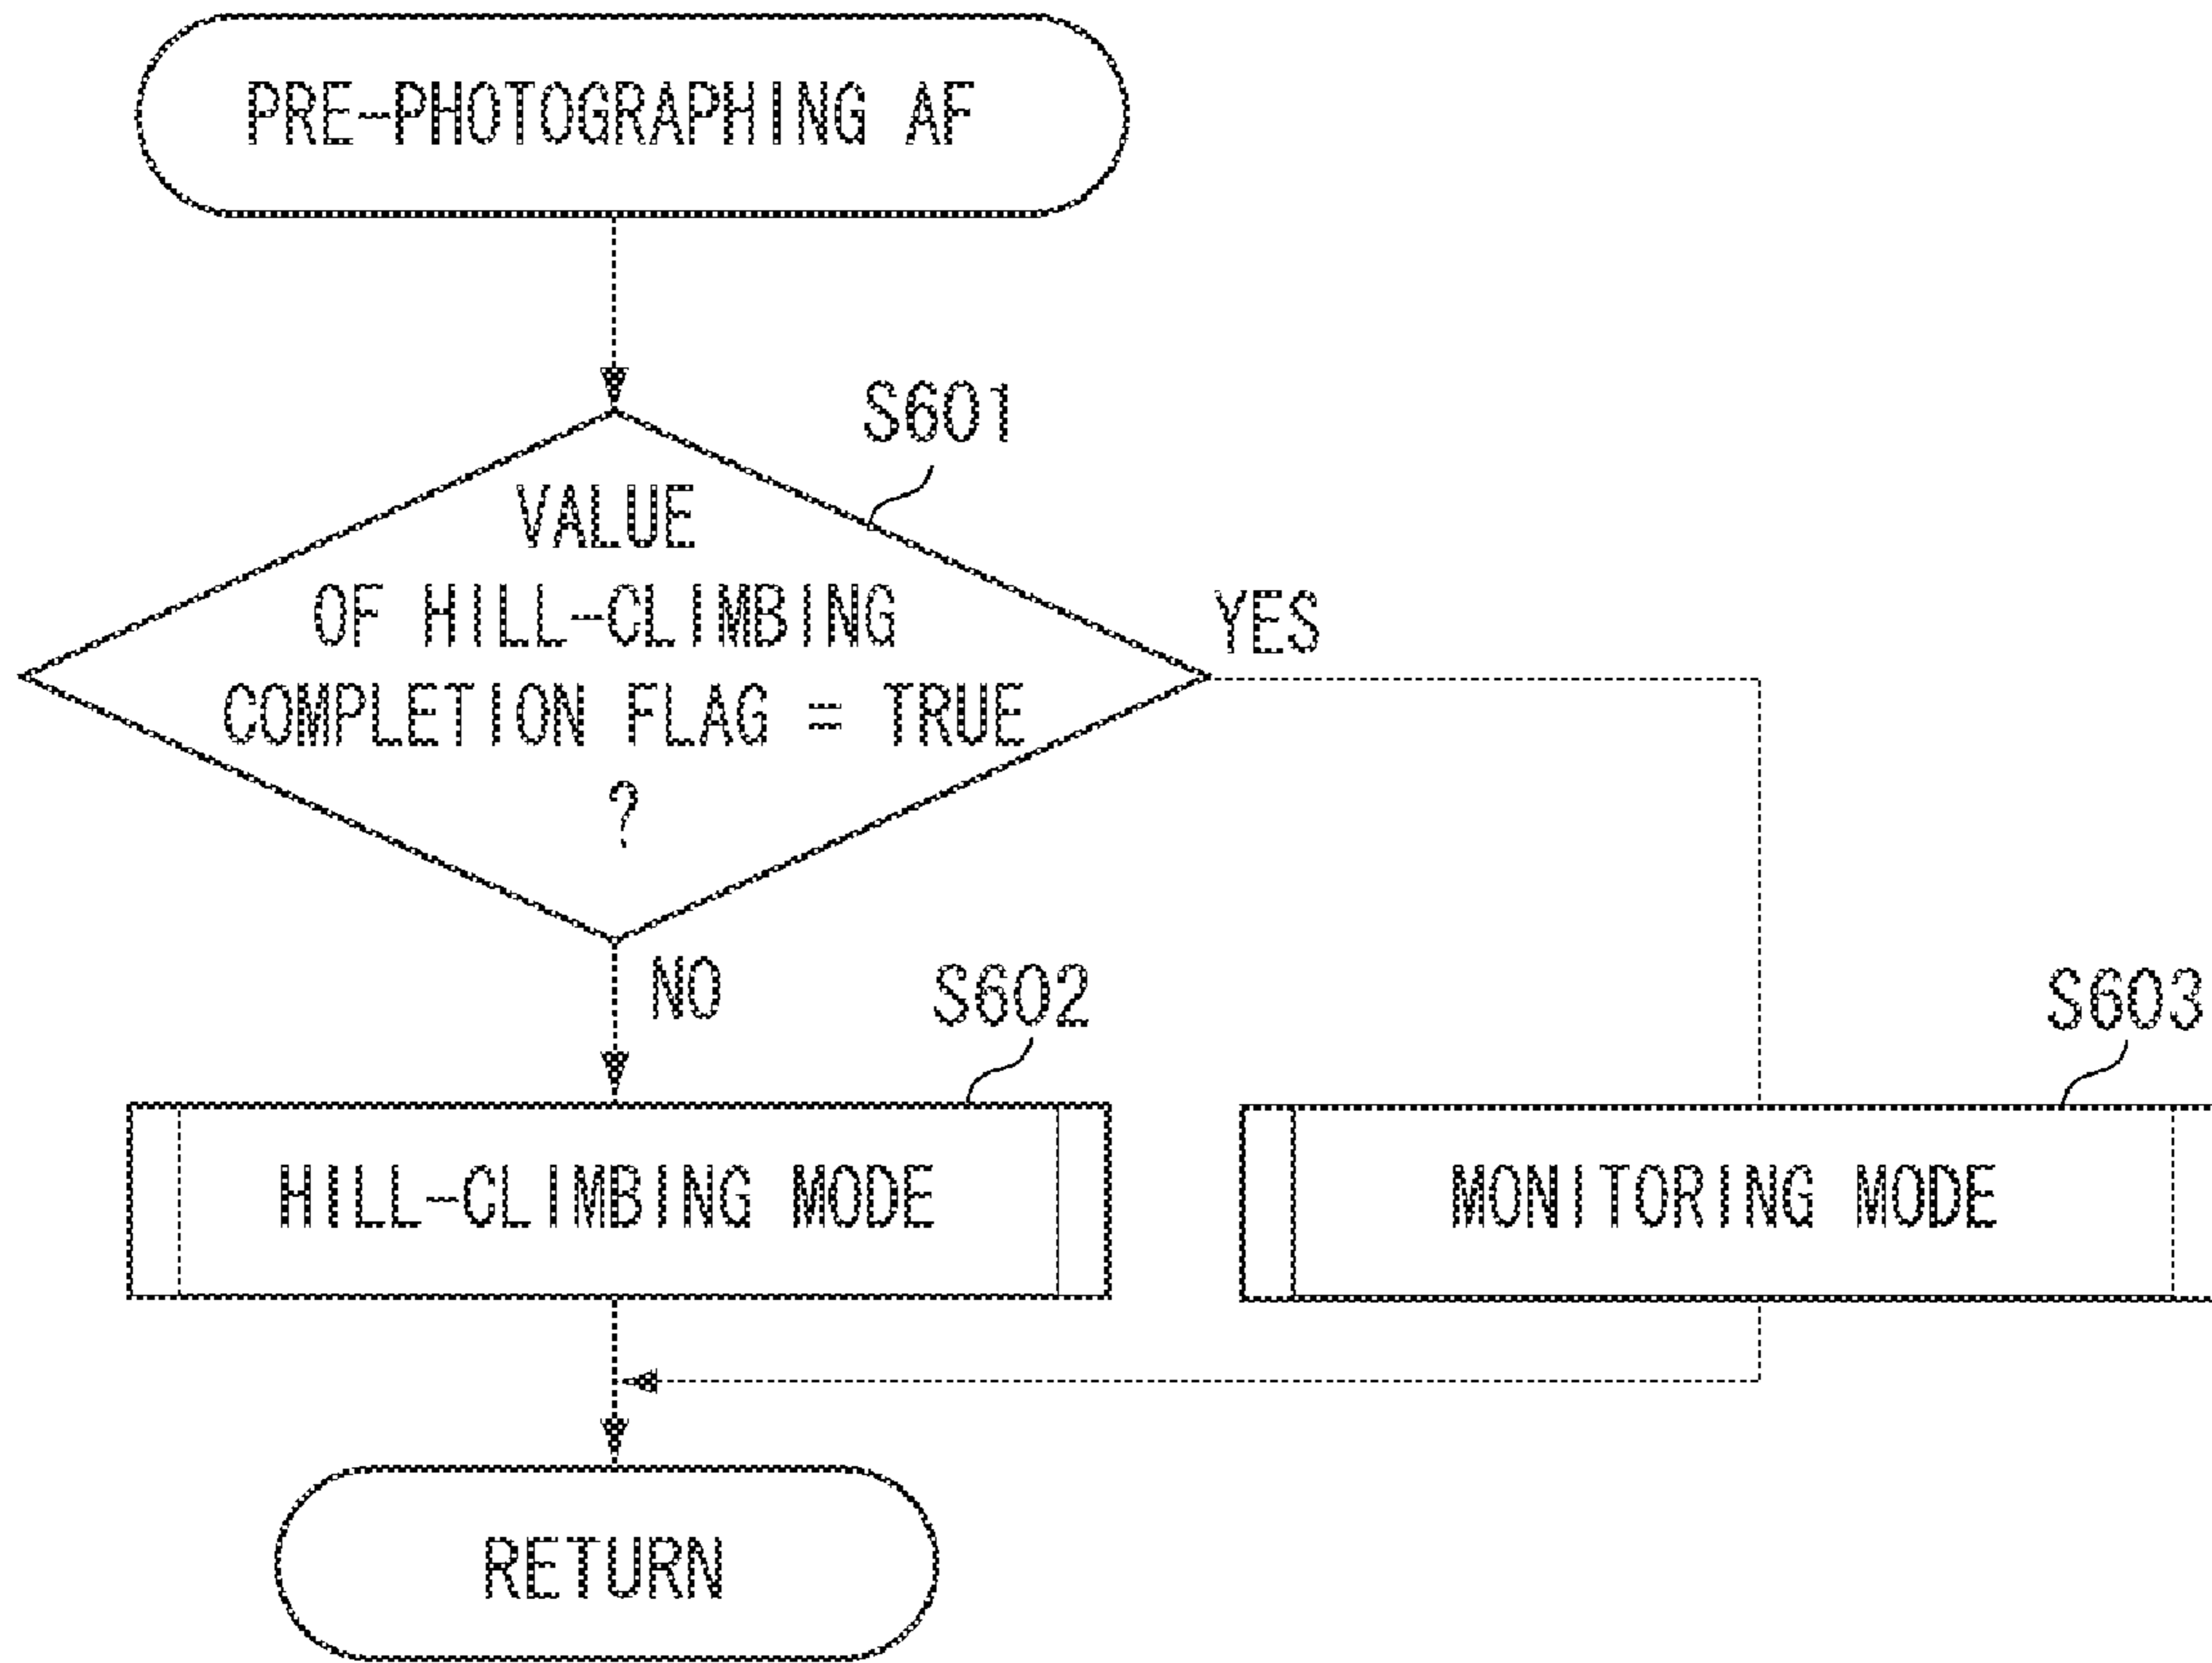 PRE-PHOTOGRAPHING AF
S601
VALUE
OF HILL-CLIMBING
COMPLETION FLAG = TRUE
?
YES
NO
S602
S603
HILL-CLIMBING MODE
MONITORING MODE
RETURN